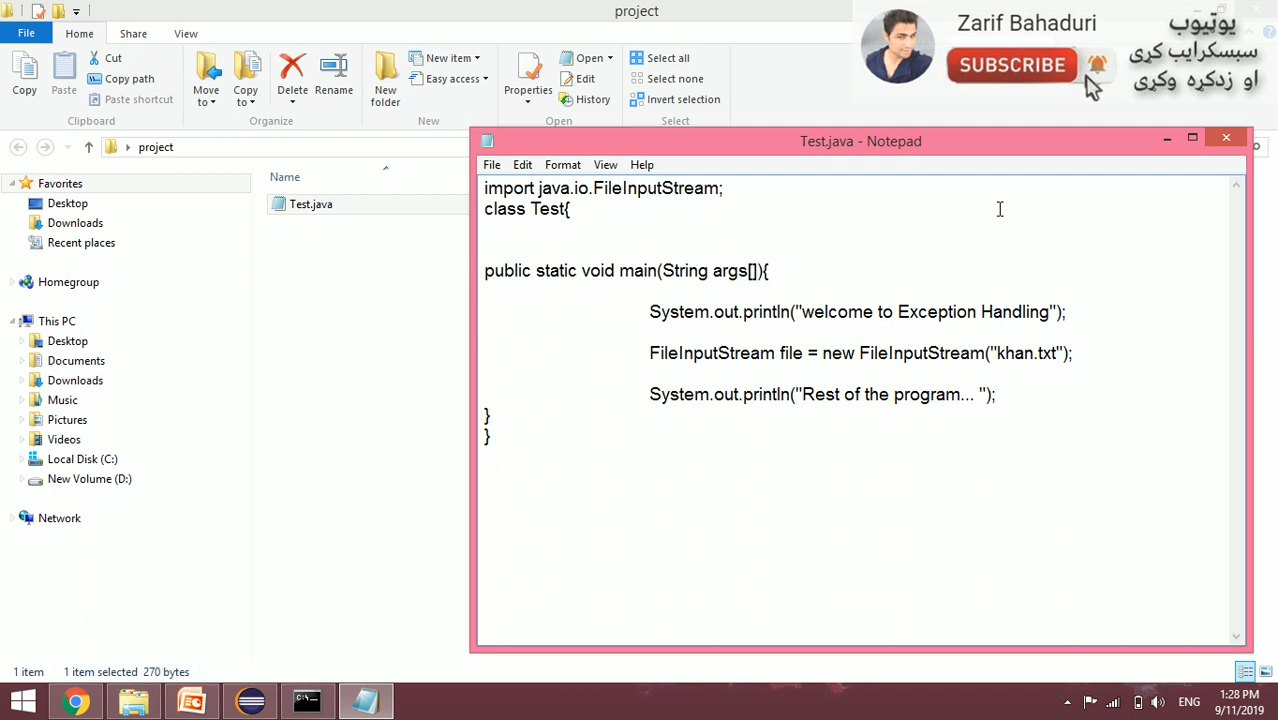 project
File
Home
Share
View
Copy
Paste
Cut
Copy path
Paste shortcut
Clipboard
Move to
Copy to
Delete
Rename
Organize
New folder
New item
Easy access
New
Properties
Open
Edit
History
Open
Select all
Select none
Invert selection
Select
Zarif Bahaduri
SUBSCRIBE
یوټیوب
سبسکرایب کړی
او زدکړه وکړی
project
Favorites
Desktop
Downloads
Recent places
Homegroup
This PC
Desktop
Documents
Downloads
Music
Pictures
Videos
Local Disk (C:)
New Volume (D:)
Network
Name
Test.java
Test.java - Notepad
File Edit Format View Help
import java.io.FileInputStream;
class Test{
public static void main(String args[]){
System.out.println("welcome to Exception Handling");
FileInputStream file = new FileInputStream("khan.txt");
System.out.println("Rest of the program... ");
}
}
1 item 1 item selected 270 bytes
ENG
1:28 PM
9/11/2019